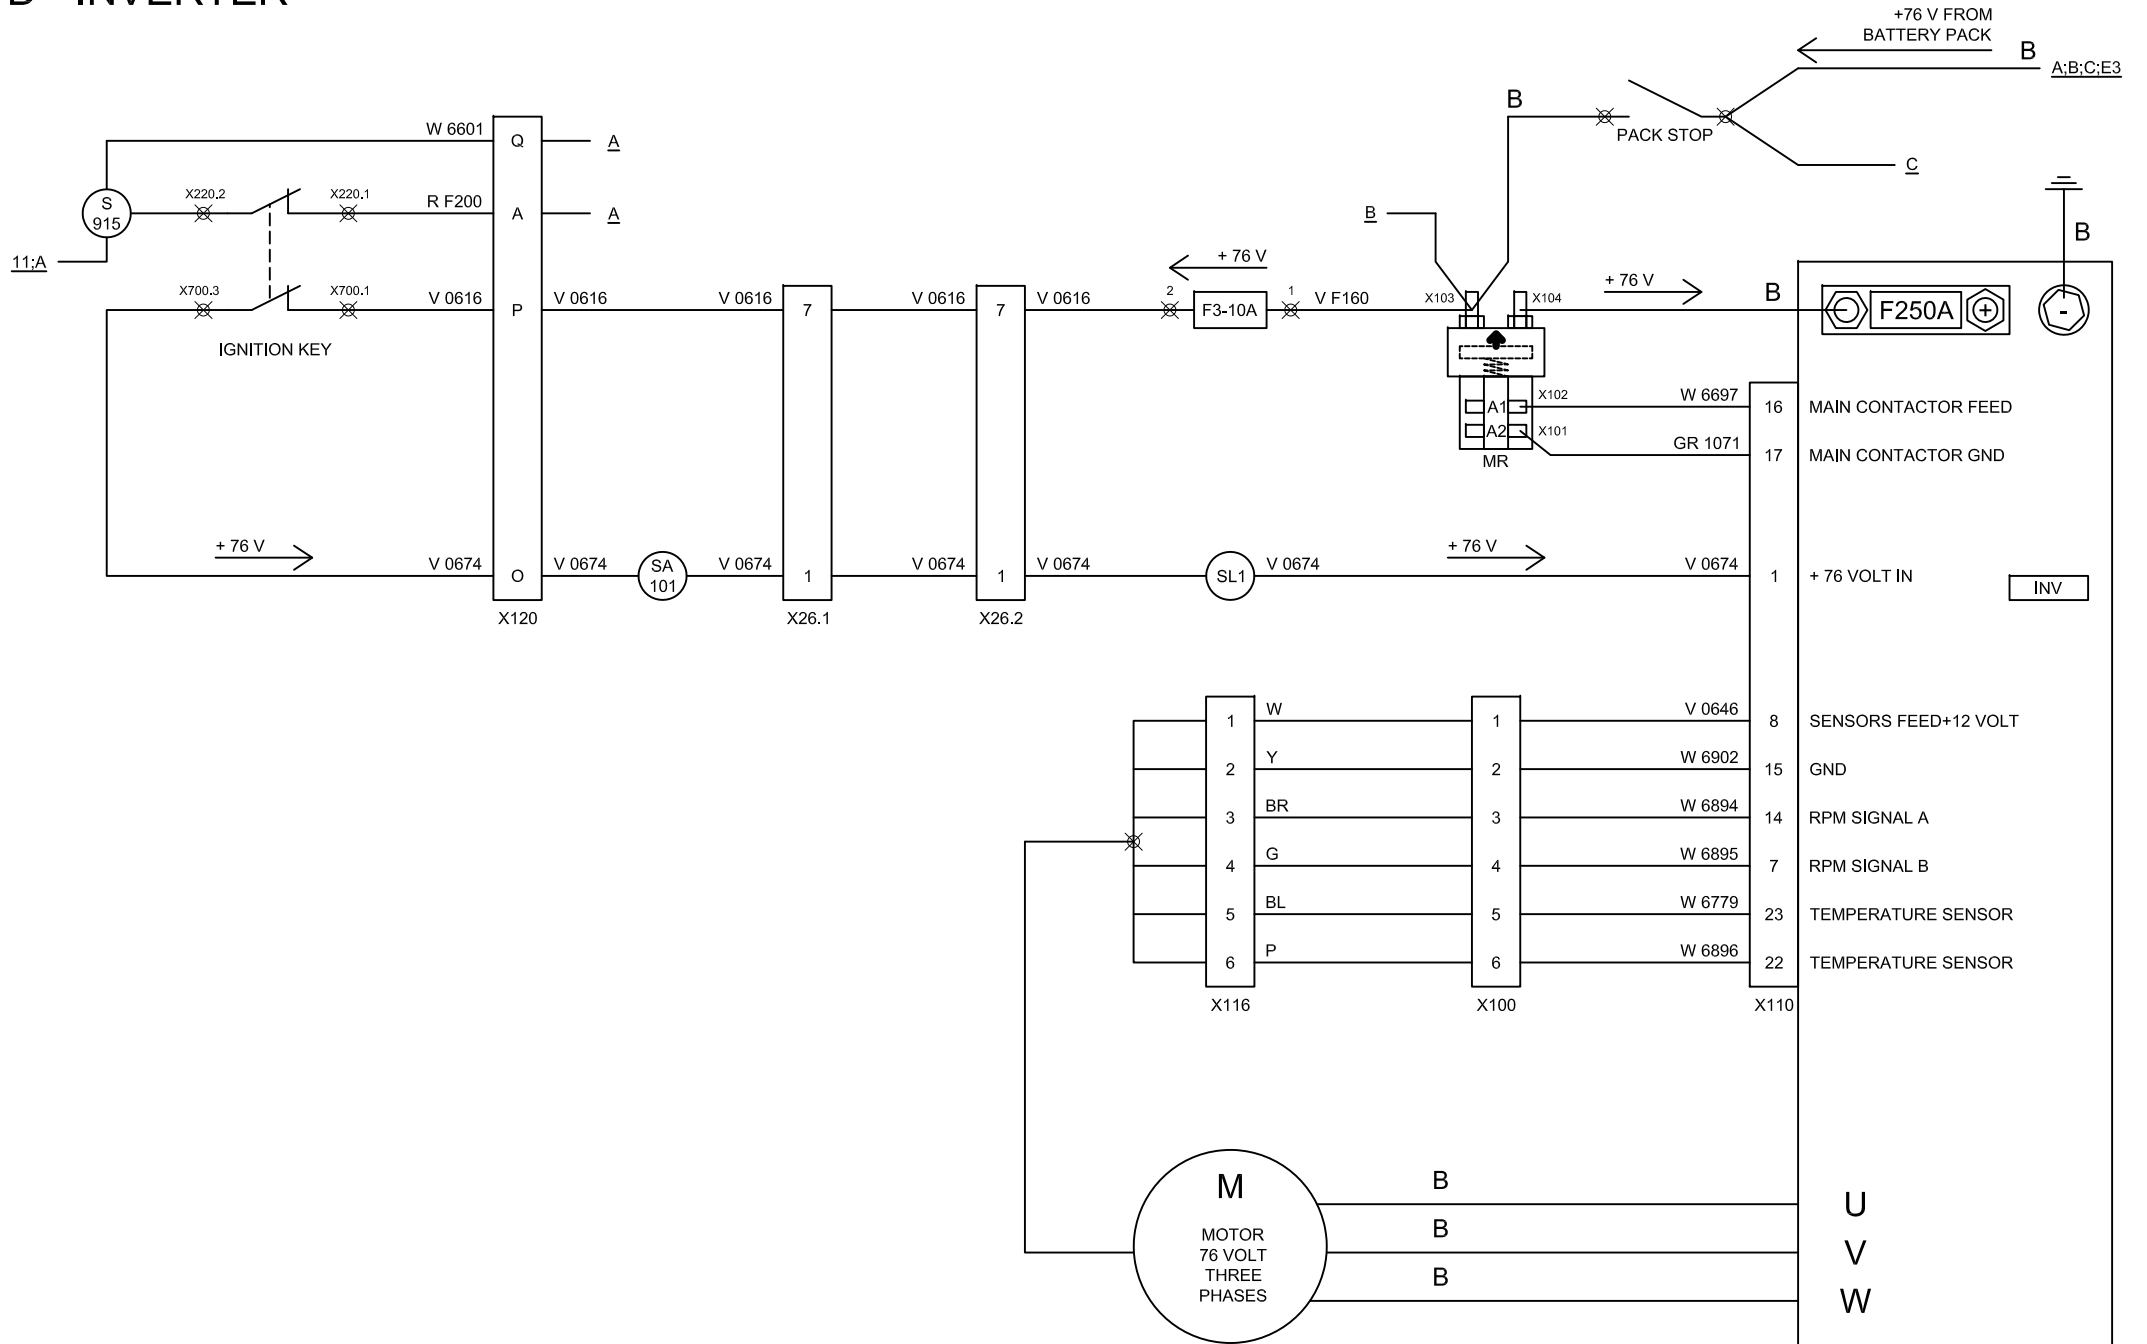 +76 V FROM
BATTERY PACK
B
A;B;C;E3
B
PACK STOP
C
W 6601
Q
A
S
915
X220.2
X220.1
R F200
A
A
B
B
11;A
+ 76 V
+ 76 V
X700.3
X700.1
V 0616
P
V 0616
V 0616
7
V 0616
7
V 0616
2
F3-10A
1
V F160
X103
X104
B
F250A
+
-
IGNITION KEY
A1
X102
W 6697
16
MAIN CONTACTOR FEED
A2
X101
GR 1071
17
MAIN CONTACTOR GND
MR
+ 76 V
+ 76 V
V 0674
O
V 0674
SA
101
V 0674
1
V 0674
1
V 0674
SL1
V 0674
V 0674
1
+ 76 VOLT IN
INV
X120
X26.1
X26.2
1
W
1
V 0646
8
SENSORS FEED+12 VOLT
2
Y
2
W 6902
15
GND
3
BR
3
W 6894
14
RPM SIGNAL A
4
G
4
W 6895
7
RPM SIGNAL B
5
BL
5
W 6779
23
TEMPERATURE SENSOR
6
P
6
W 6896
22
TEMPERATURE SENSOR
X116
X100
X110
M
MOTOR
76 VOLT
THREE
PHASES
B
U
B
V
B
W